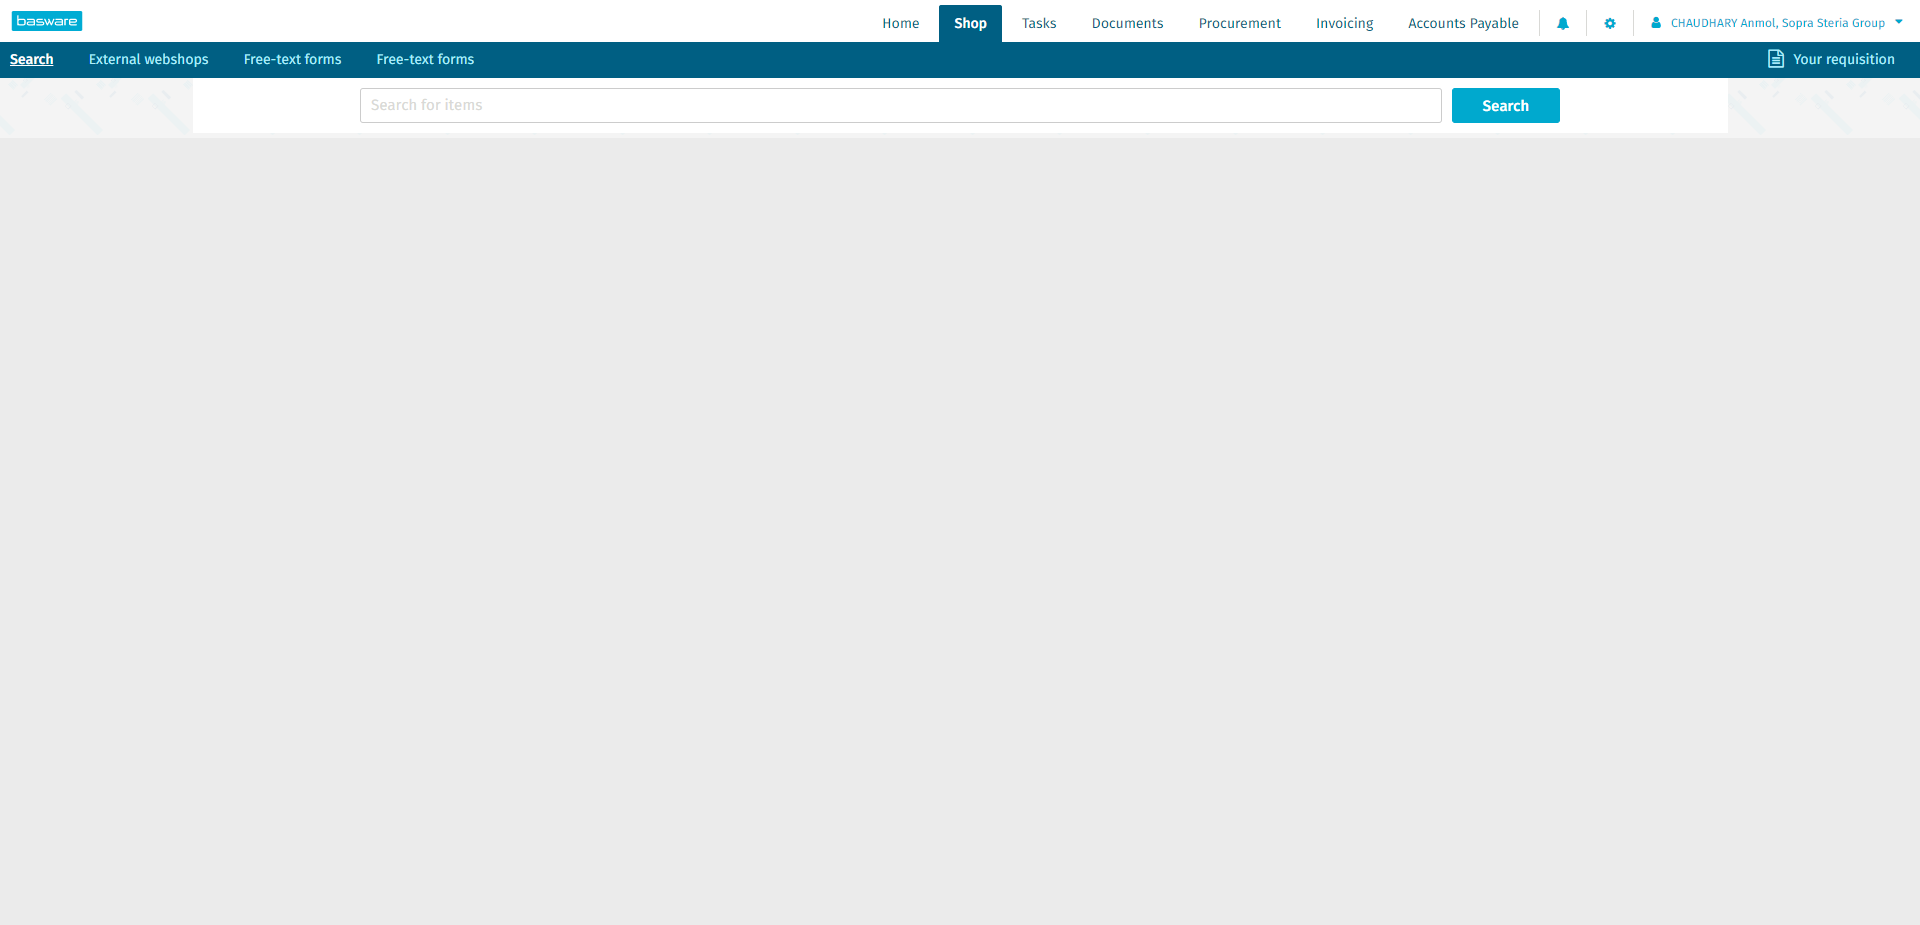 basware
Home Shop Tasks Documents Procurement Invoicing Accounts Payable CHAUDHARY Anmol, Sopra Steria Group
Search External webshops Free-text forms Free-text forms Your requisition
Search for items Search